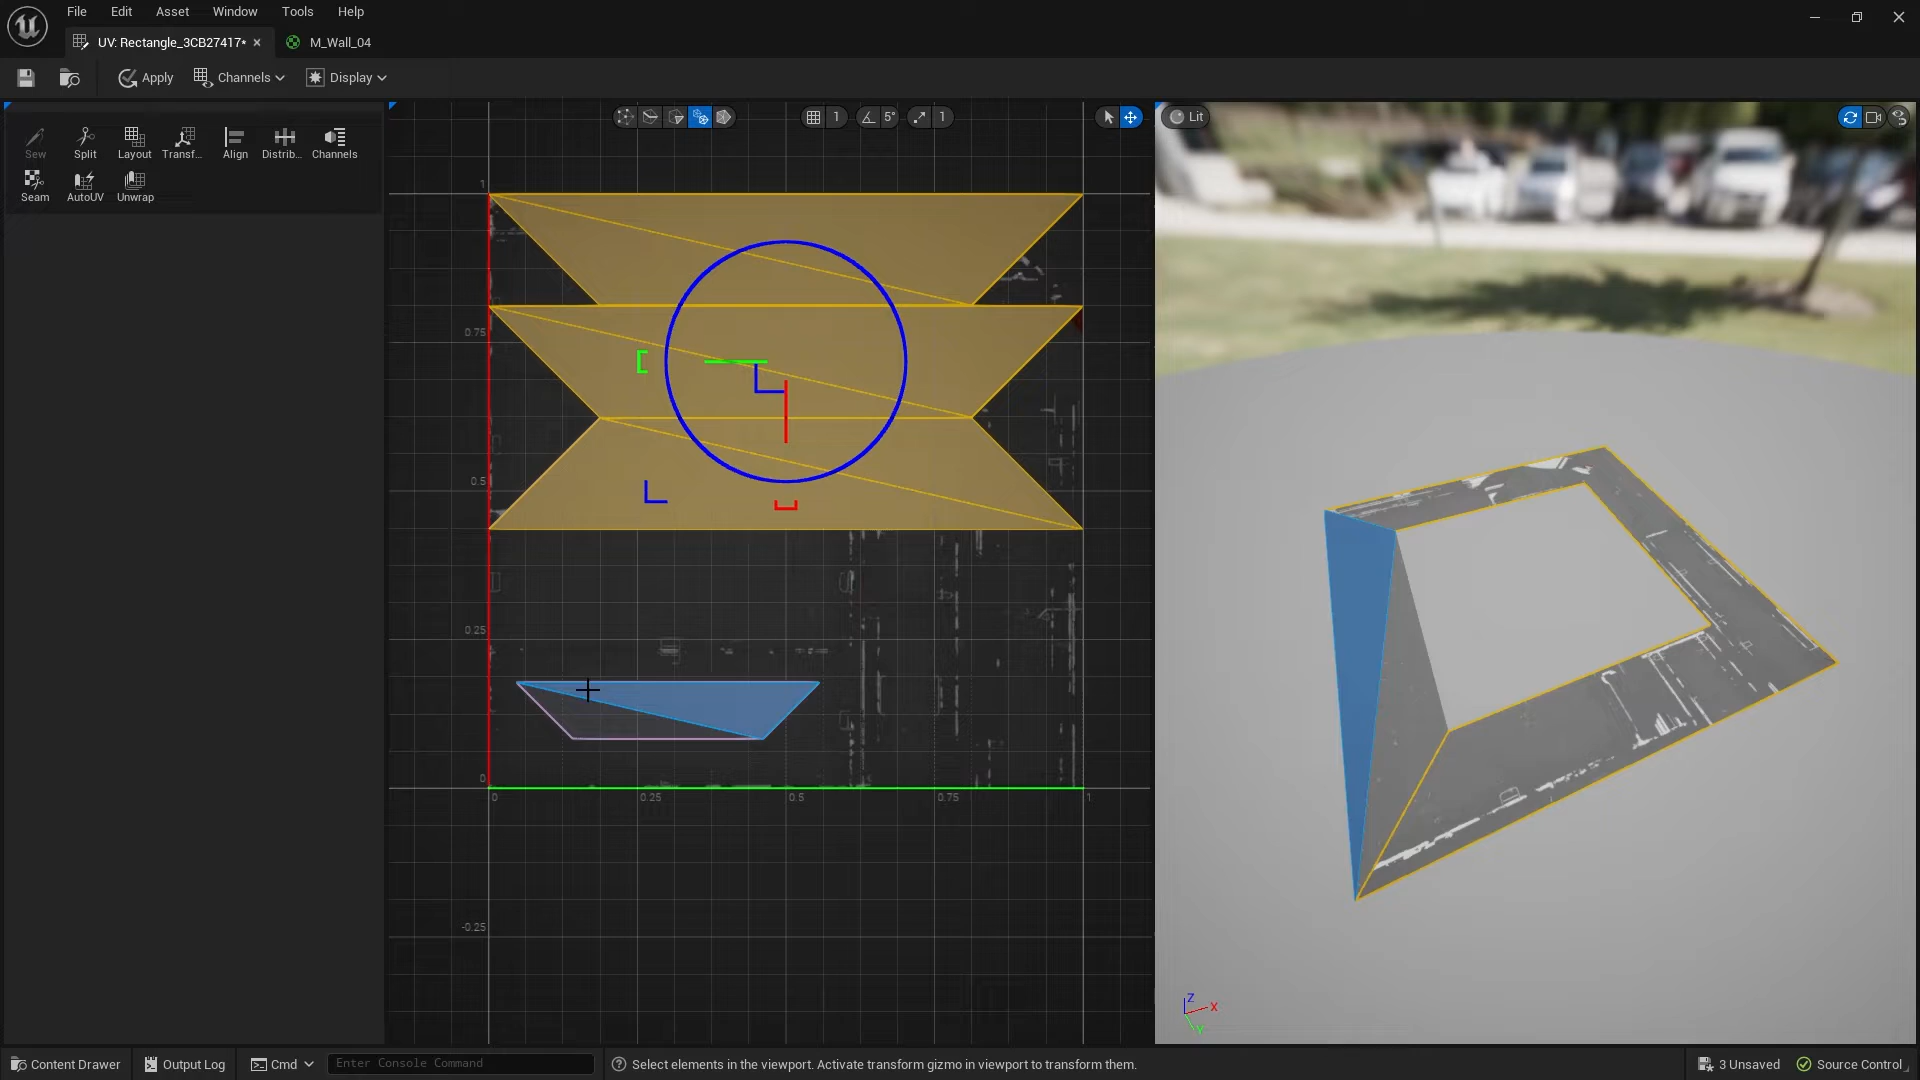 File Edit Asset Window Tools Help
UV: Rectangle_3CB27417* M_Wall_04
Apply Channels Display
Sew Split Layout Transf... Align Distrib... Channels
Seam AutoUV Unwrap
1 5° 1
Lit
1
0.75
0.5
0.25
0
0 0.25 0.5 0.75 1
-0.25
Z
X
Y
Content Drawer Output Log Cmd Enter Console Command Select elements in the viewport. Activate transform gizmo in viewport to transform them. 3 Unsaved Source Control